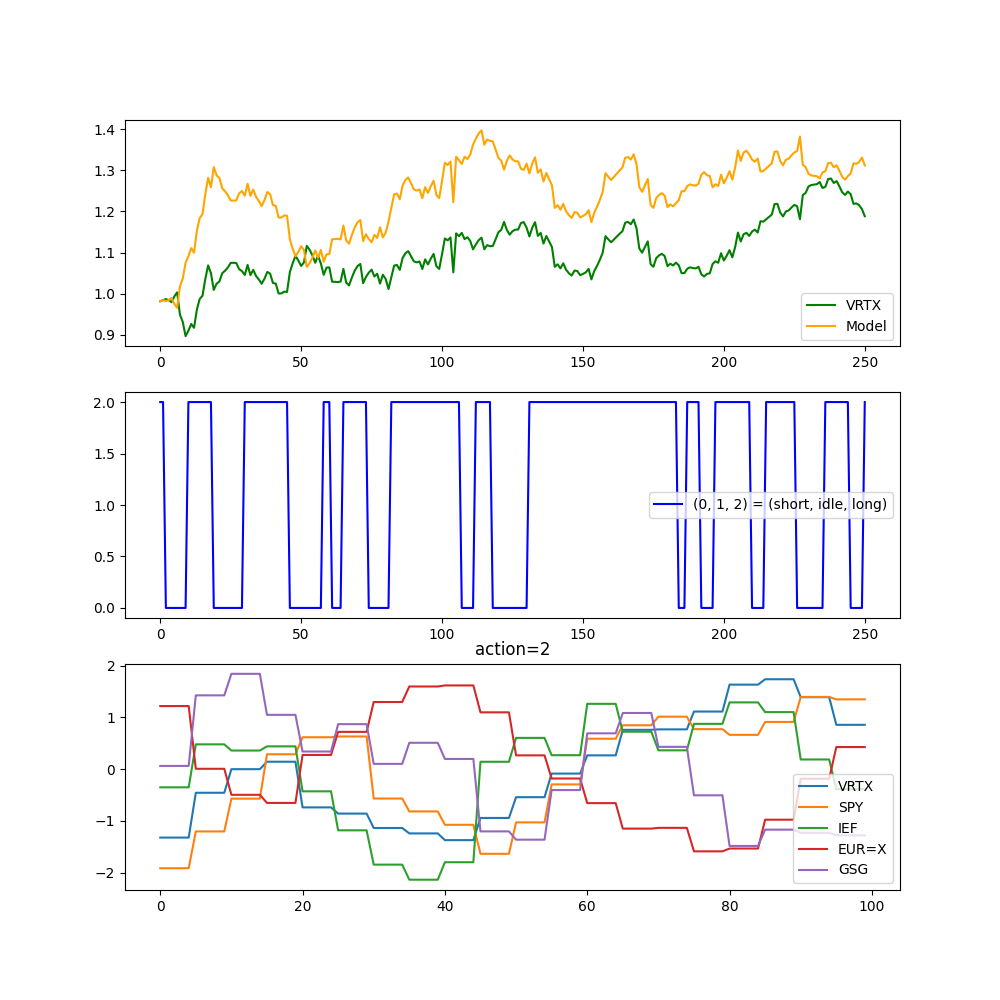 1.4
1.3
1.2
1.1
1.0
0.9
VRTX
Model
0 50 100 150 200 250
2.0
1.5
1.0
0.5
0.0
(0, 1, 2) = (short, idle, long)
0 50 100 150 200 250
action=2
2
1
0
−1
−2
VRTX
SPY
IEF
EUR=X
GSG
0 20 40 60 80 100